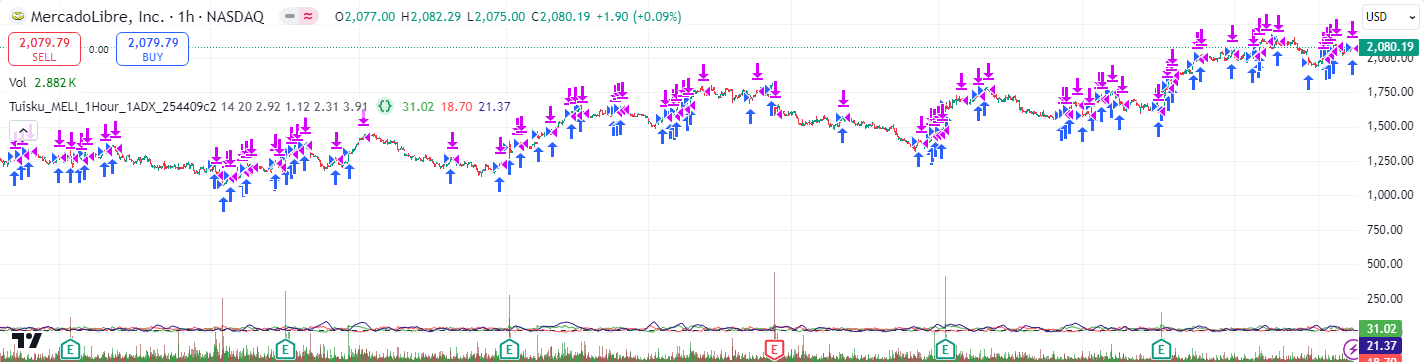 MercadoLibre, Inc. · 1h · NASDAQ O2,077.00 H2,082.29 L2,075.00 C2,080.19 +1.90 (+0.09%)
USD
2,079.79 SELL 0.00 2,079.79 BUY
2,080.19
2,000.00
Vol 2.882 K
1,750.00
Tuisku_MELI_1Hour_1ADX_254409c2 14 20 2.92 1.12 2.31 3.91 31.02 18.70 21.37
1,500.00
1,250.00
1,000.00
750.00
500.00
250.00
31.02
21.37
18.70
E E E E E E